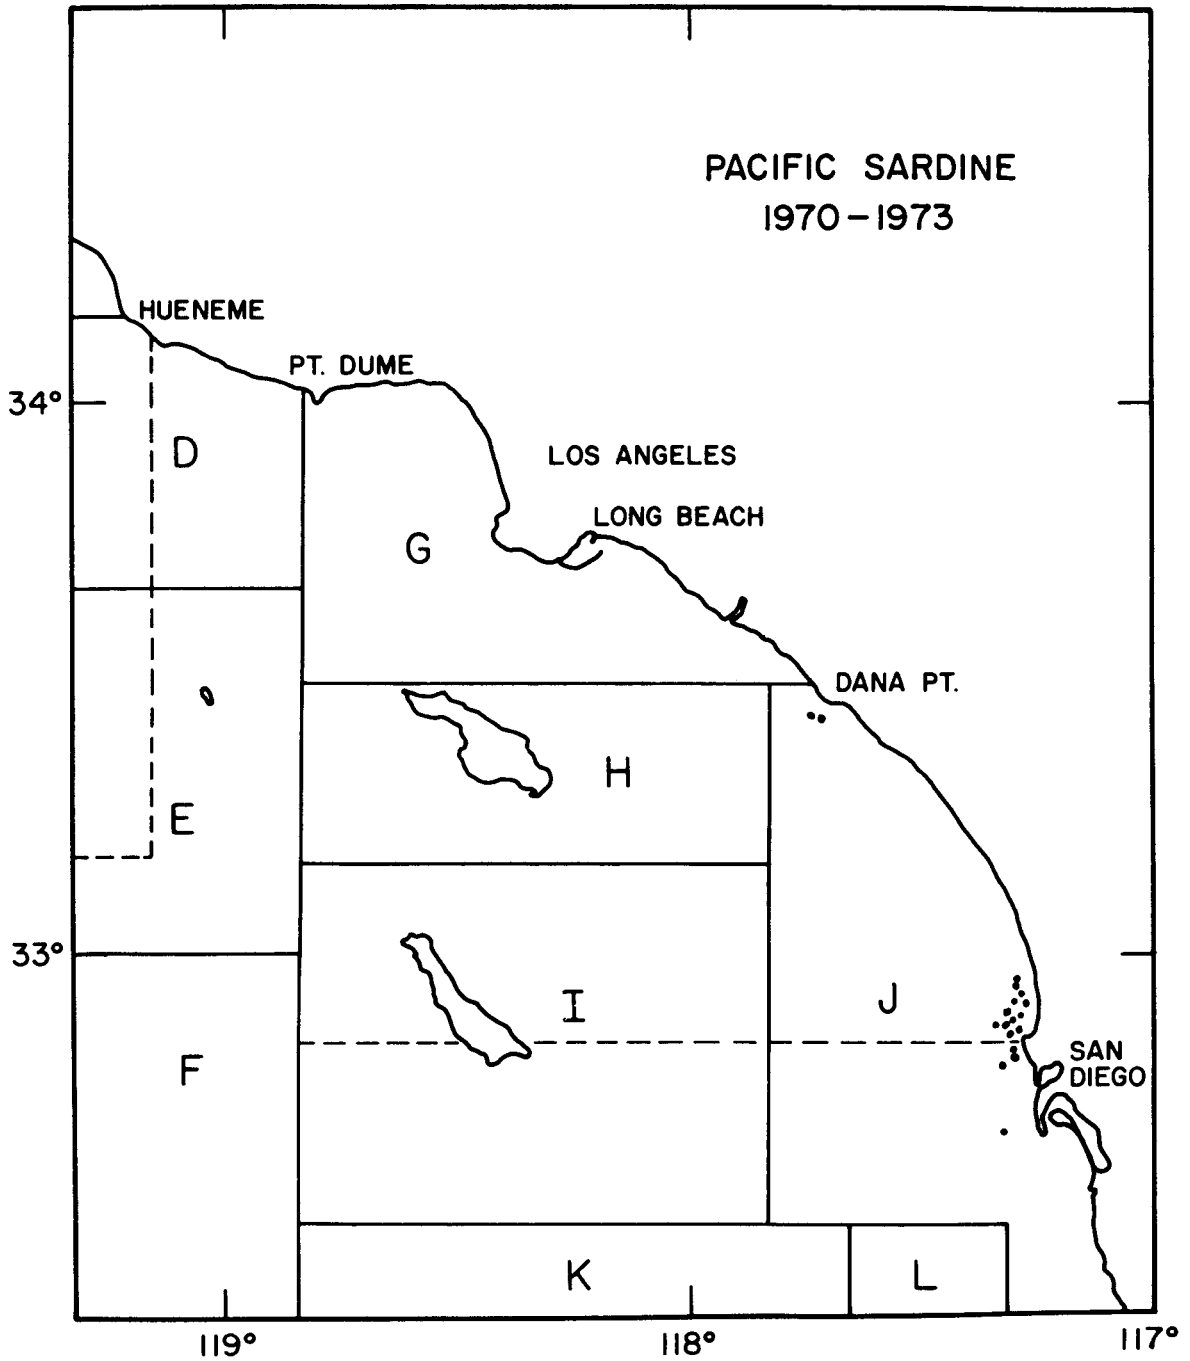 PACIFIC SARDINE
1970-1973
HUENEME
PT. DUME
34°
D
LOS ANGELES
LONG BEACH
G
DANA PT.
H
E
33°
I
J
F
SAN
DIEGO
K
L
119°
118°
117°